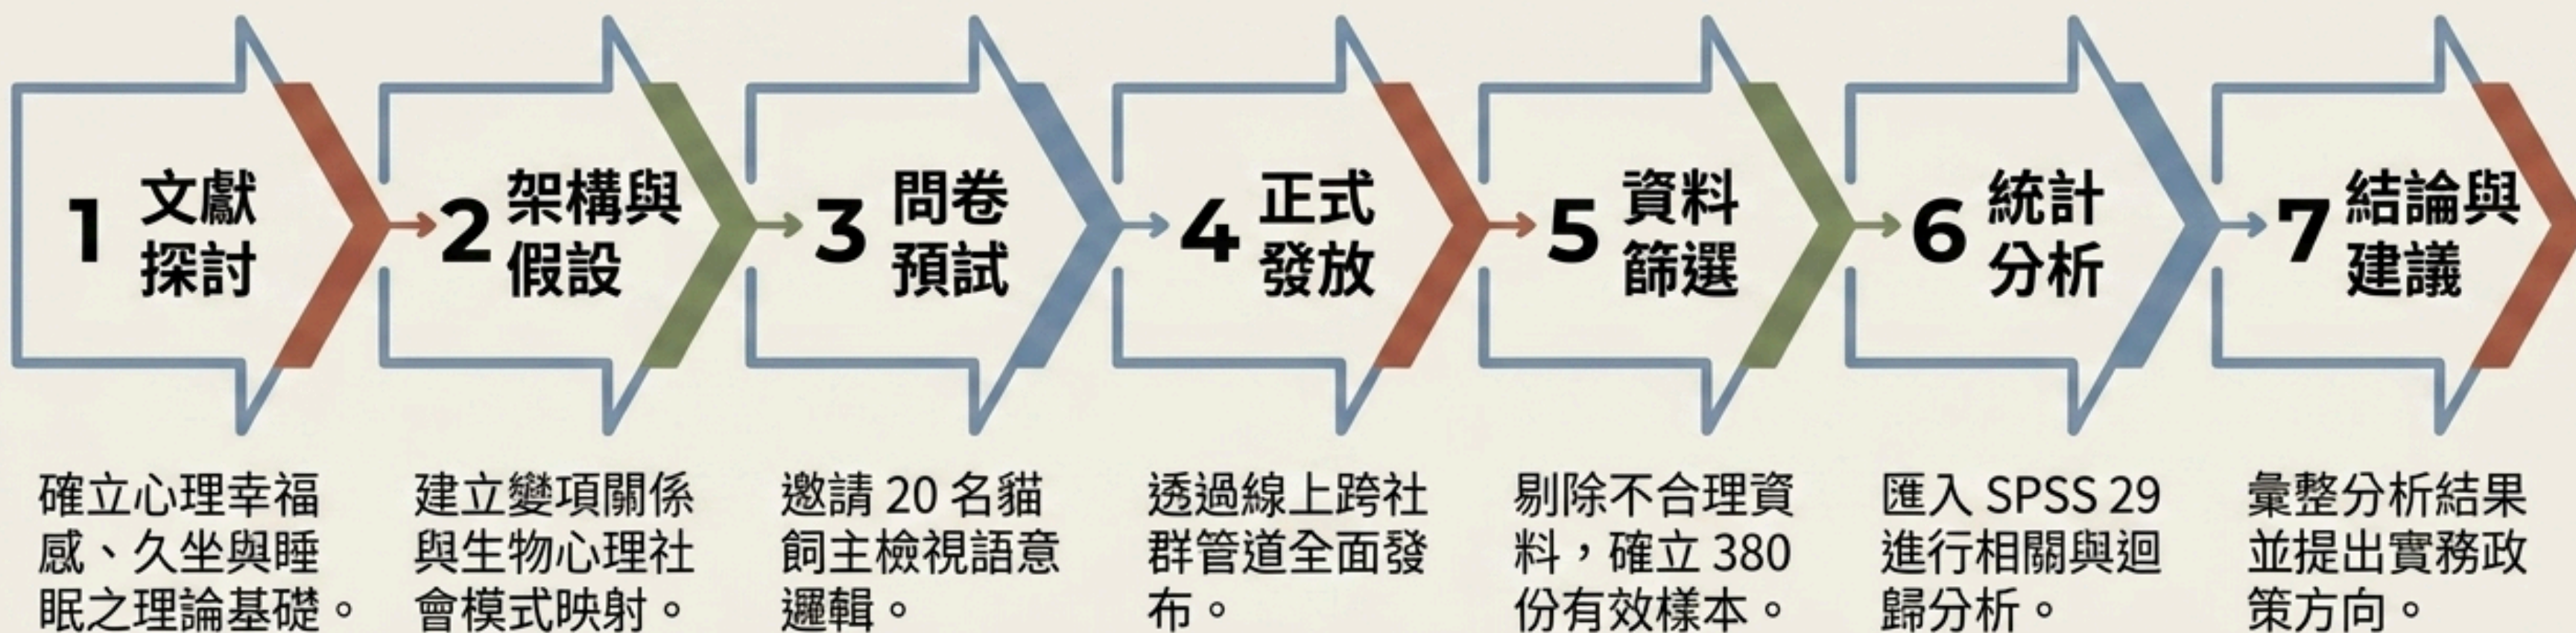 1 文獻
探討
確立心理幸福
感、久坐與睡
眠之理論基礎。
2 架構與
假設
建立變項關係
與生物心理社
會模式映射。
3 問卷
預試
邀請 20 名貓
飼主檢視語意
邏輯。
4 正式
發放
透過線上跨社
群管道全面發
布。
5 資料
篩選
剔除不合理資
料，確立 380
份有效樣本。
6 統計
分析
匯入 SPSS 29
進行相關與迴
歸分析。
7 結論與
建議
彙整分析結果
並提出實務政
策方向。